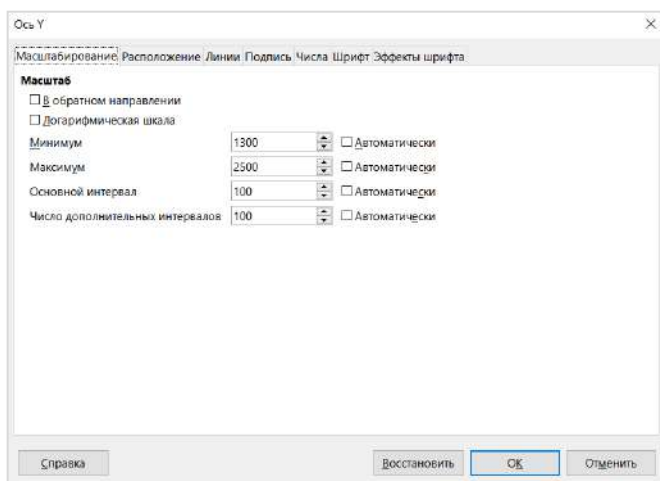 Ось Y
Масштабирование Расположение Линии Подпись Числа Шрифт Эффекты шрифта
Масштаб
В обратном направлении
Логарифмическая шкала
Минимум 1300 Автоматически
Максимум 2500 Автоматически
Основной интервал 100 Автоматически
Число дополнительных интервалов 100 Автоматически
Справка Восстановить ОК Отменить